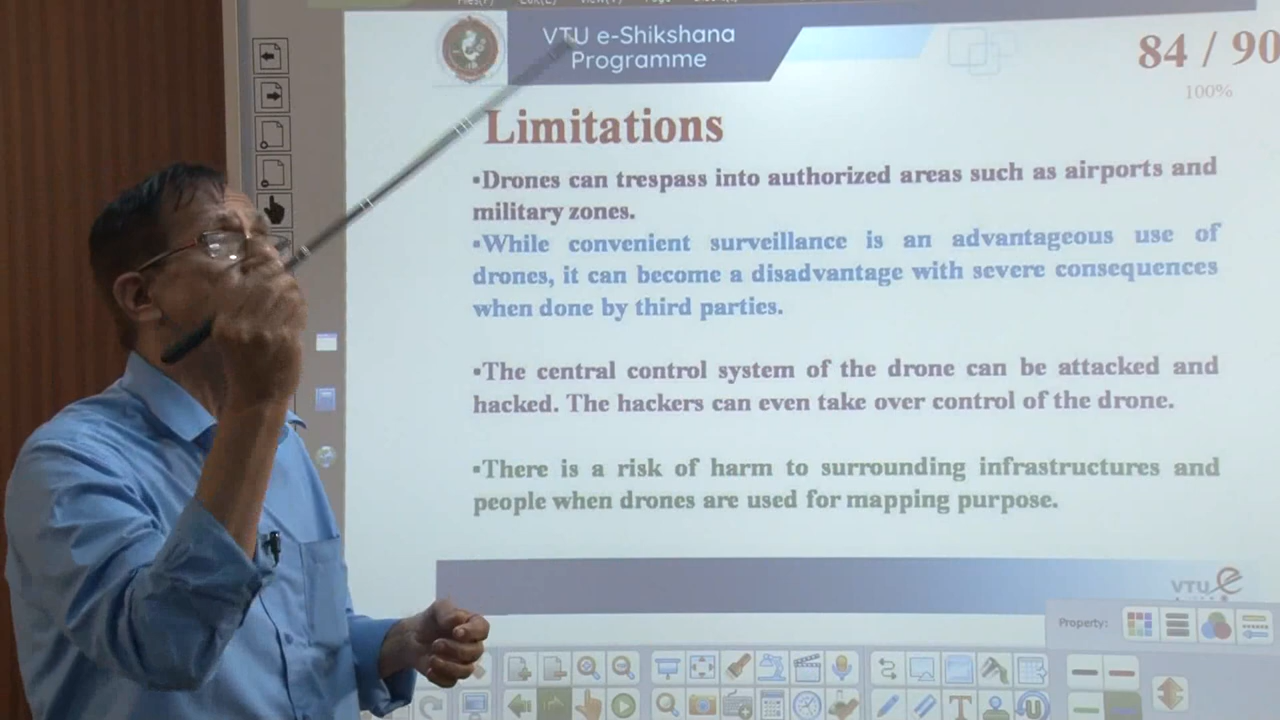 VTU e-Shikshana
Programme
84 / 90
100%
Limitations
▪Drones can trespass into authorized areas such as airports and
military zones.
▪While convenient surveillance is an advantageous use of
drones, it can become a disadvantage with severe consequences
when done by third parties.
▪The central control system of the drone can be attacked and
hacked. The hackers can even take over control of the drone.
▪There is a risk of harm to surrounding infrastructures and
people when drones are used for mapping purpose.
VTU e
Property: